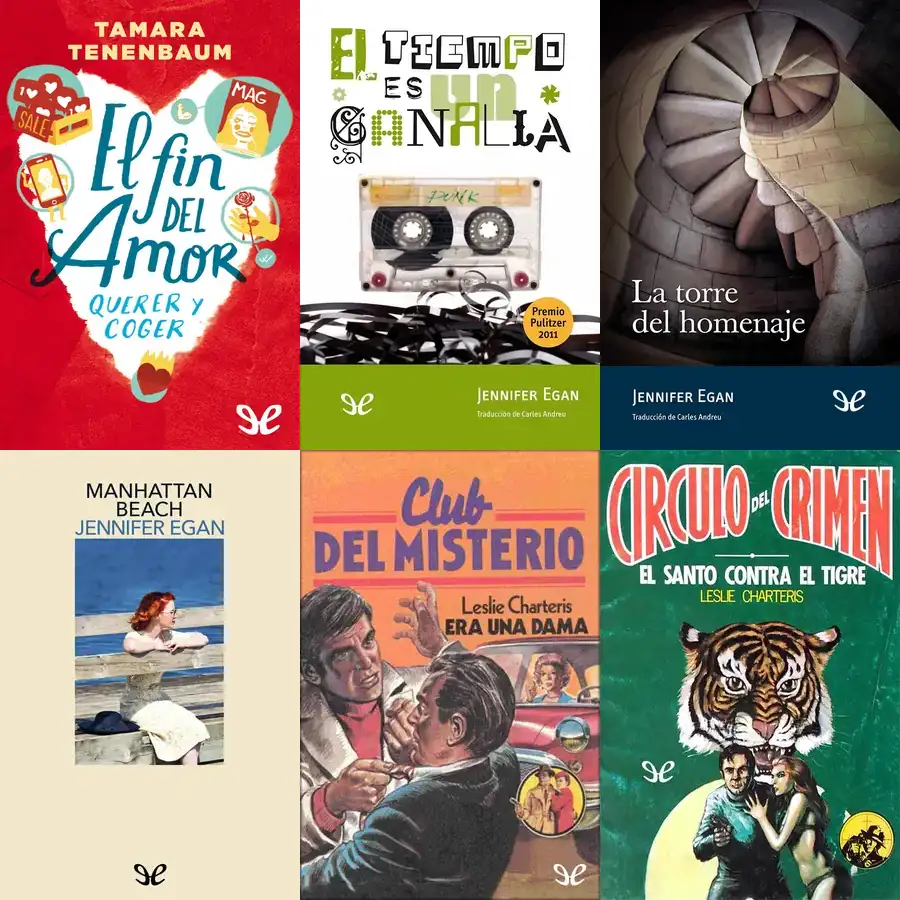 TAMARA
TENENBAUM
1
SALE
MAG
El fin
DEL
Amor
QUERER Y
COGER
EL TIEMPO
ES UN
CANALLA
PUNK
Premio
Pulitzer
2011
JENNIFER EGAN
Traducción de Carles Andreu
La torre
del homenaje
JENNIFER EGAN
Traducción de Carles Andreu
MANHATTAN
BEACH
JENNIFER EGAN
Club
DEL MISTERIO
Leslie Charteris
ERA UNA DAMA
CIRCULO DEL CRIMEN
EL SANTO CONTRA EL TIGRE
LESLIE CHARTERIS